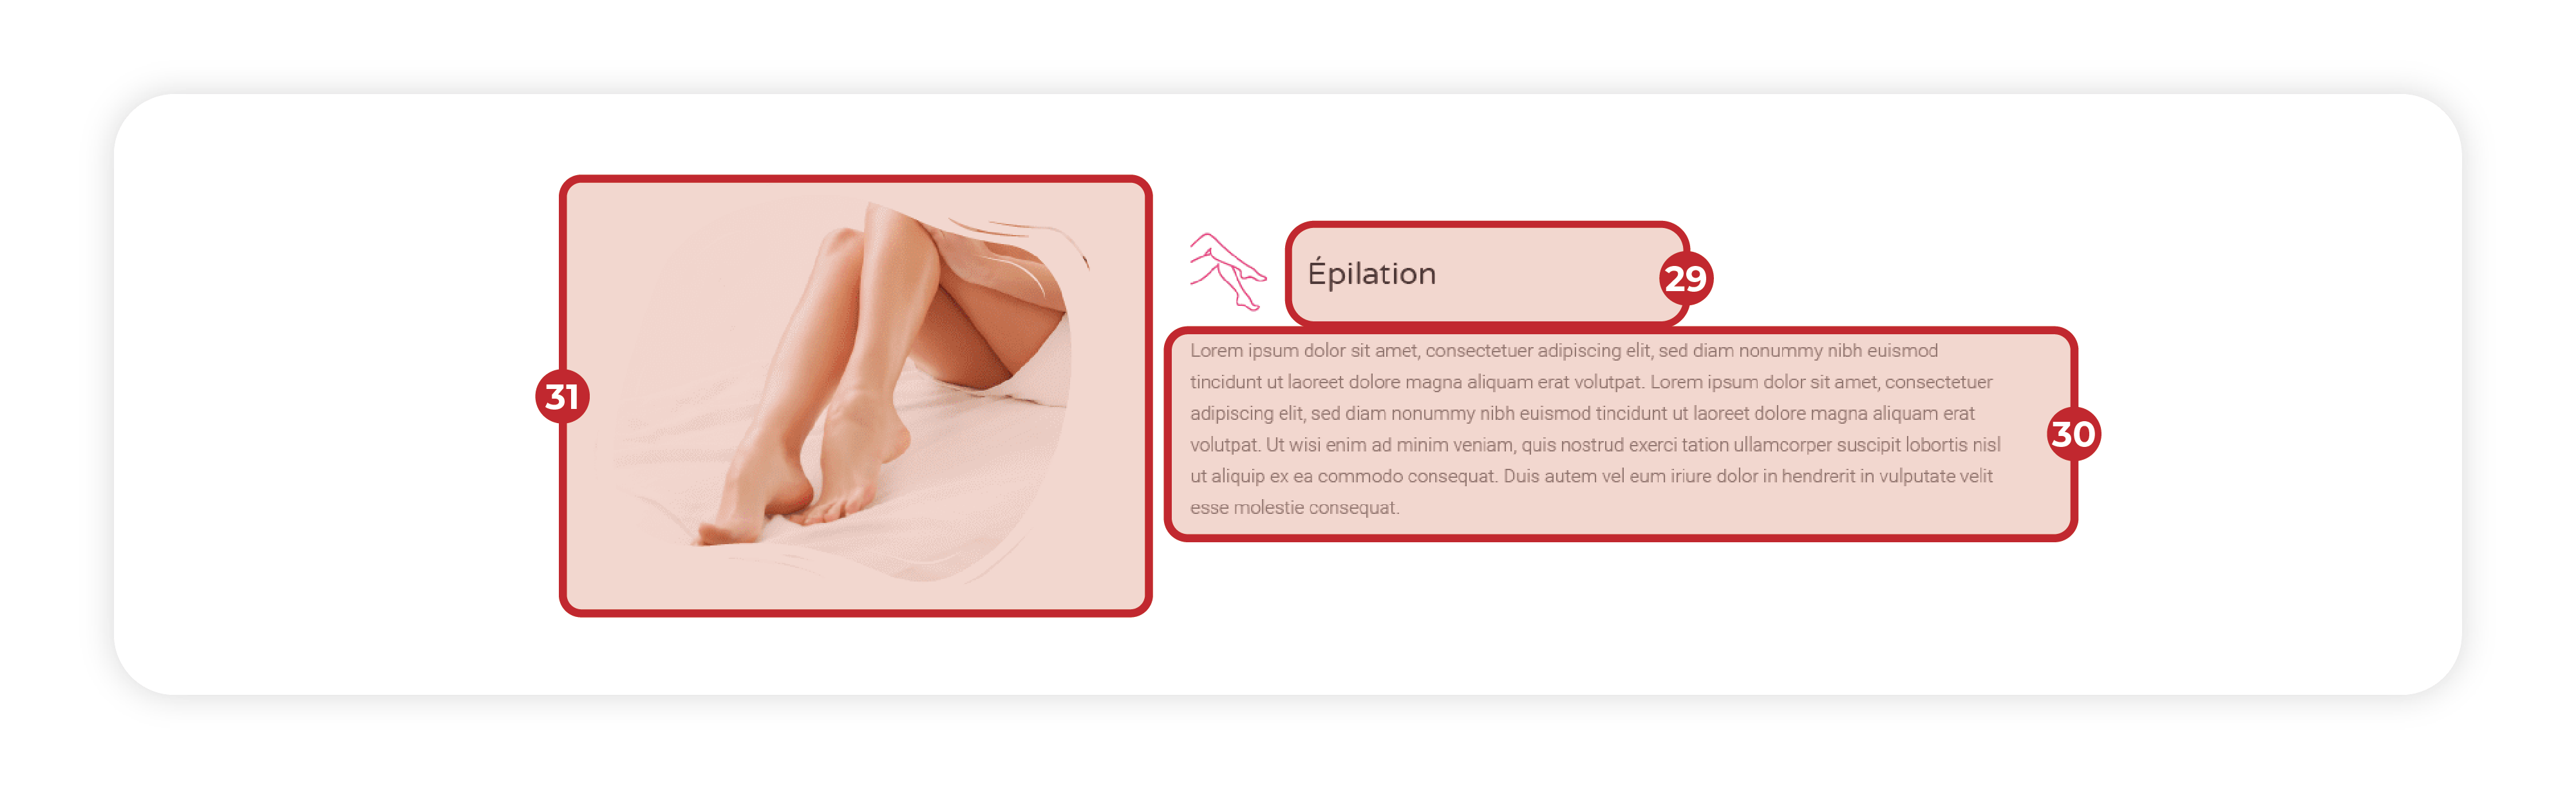 31
Épilation
29
Lorem ipsum dolor sit amet, consectetuer adipiscing elit, sed diam nonummy nibh euismod
tincidunt ut laoreet dolore magna aliquam erat volutpat. Lorem ipsum dolor sit amet, consectetuer
adipiscing elit, sed diam nonummy nibh euismod tincidunt ut laoreet dolore magna aliquam erat
volutpat. Ut wisi enim ad minim veniam, quis nostrud exerci tation ullamcorper suscipit lobortis nisl
ut aliquip ex ea commodo consequat. Duis autem vel eum iriure dolor in hendrerit in vulputate velit
esse molestie consequat.
30